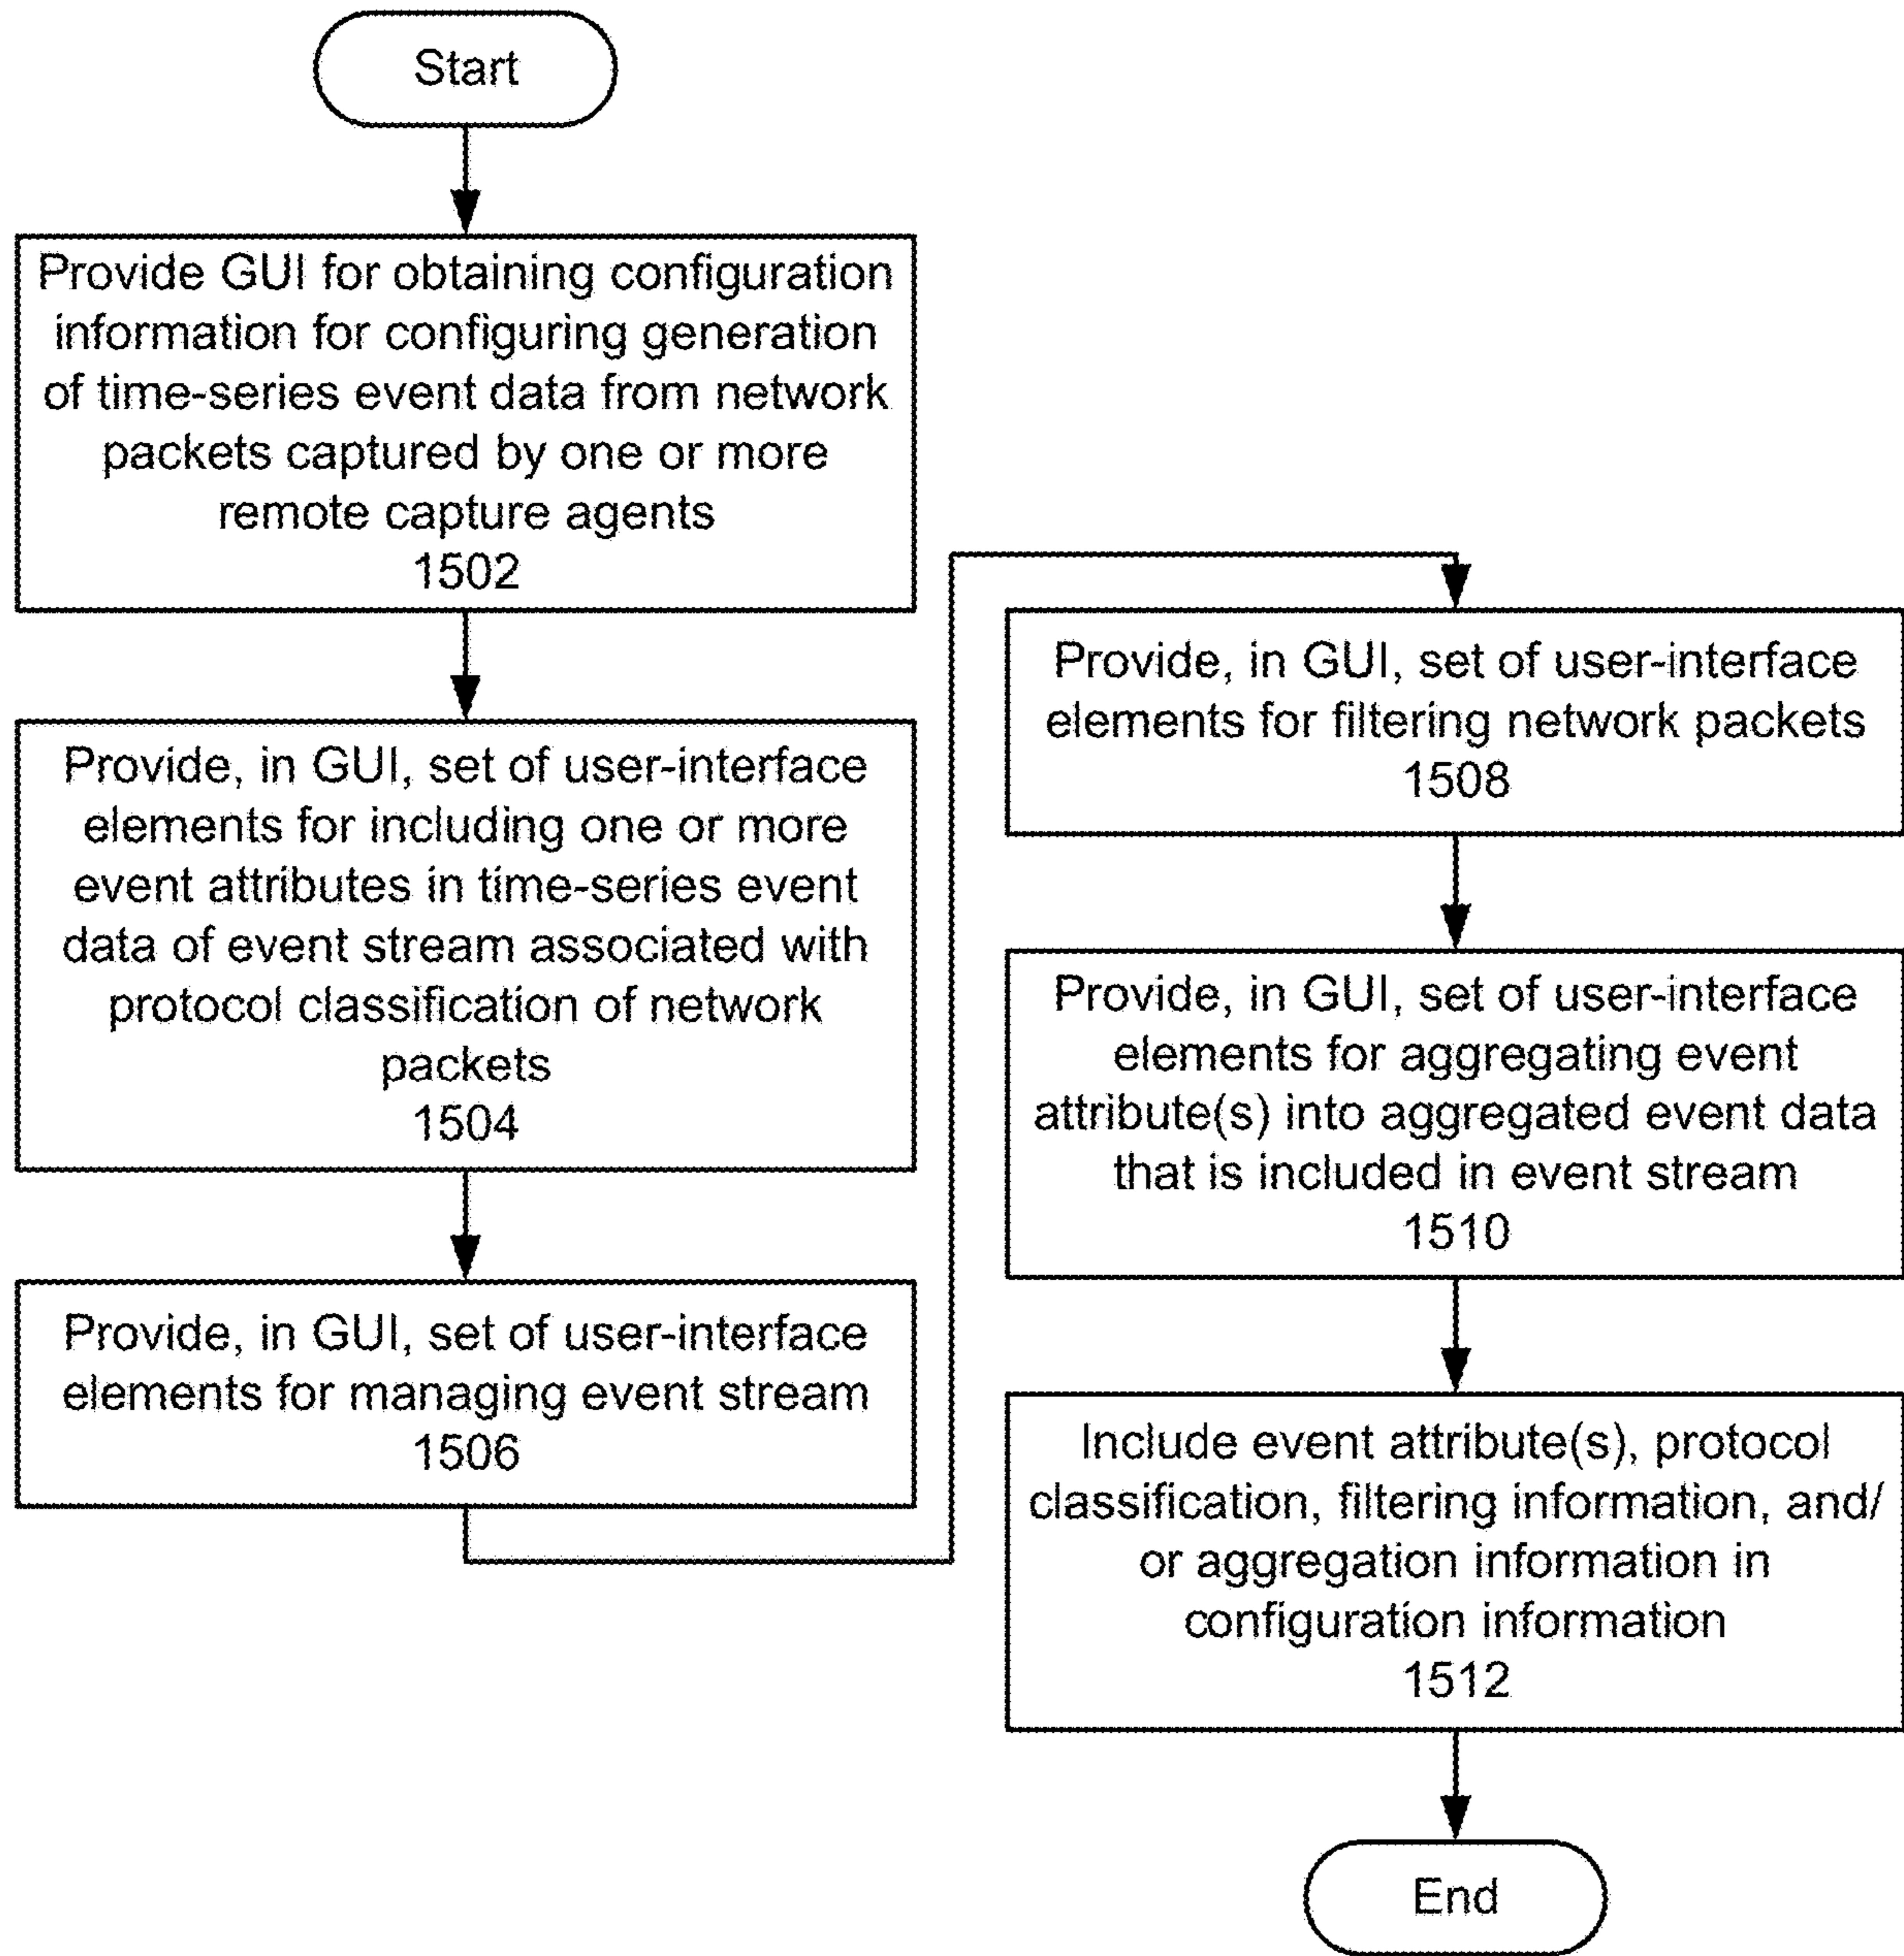 Start
Provide GUI for obtaining configuration
information for configuring generation
of time-series event data from network
packets captured by one or more
remote capture agents
1502
Provide, in GUI, set of user-interface
elements for including one or more
event attributes in time-series event
data of event stream associated with
protocol classification of network
packets
1504
Provide, in GUI, set of user-interface
elements for managing event stream
1506
Provide, in GUI, set of user-interface
elements for filtering network packets
1508
Provide, in GUI, set of user-interface
elements for aggregating event
attribute(s) into aggregated event data
that is included in event stream
1510
Include event attribute(s), protocol
classification, filtering information, and/
or aggregation information in
configuration information
1512
End